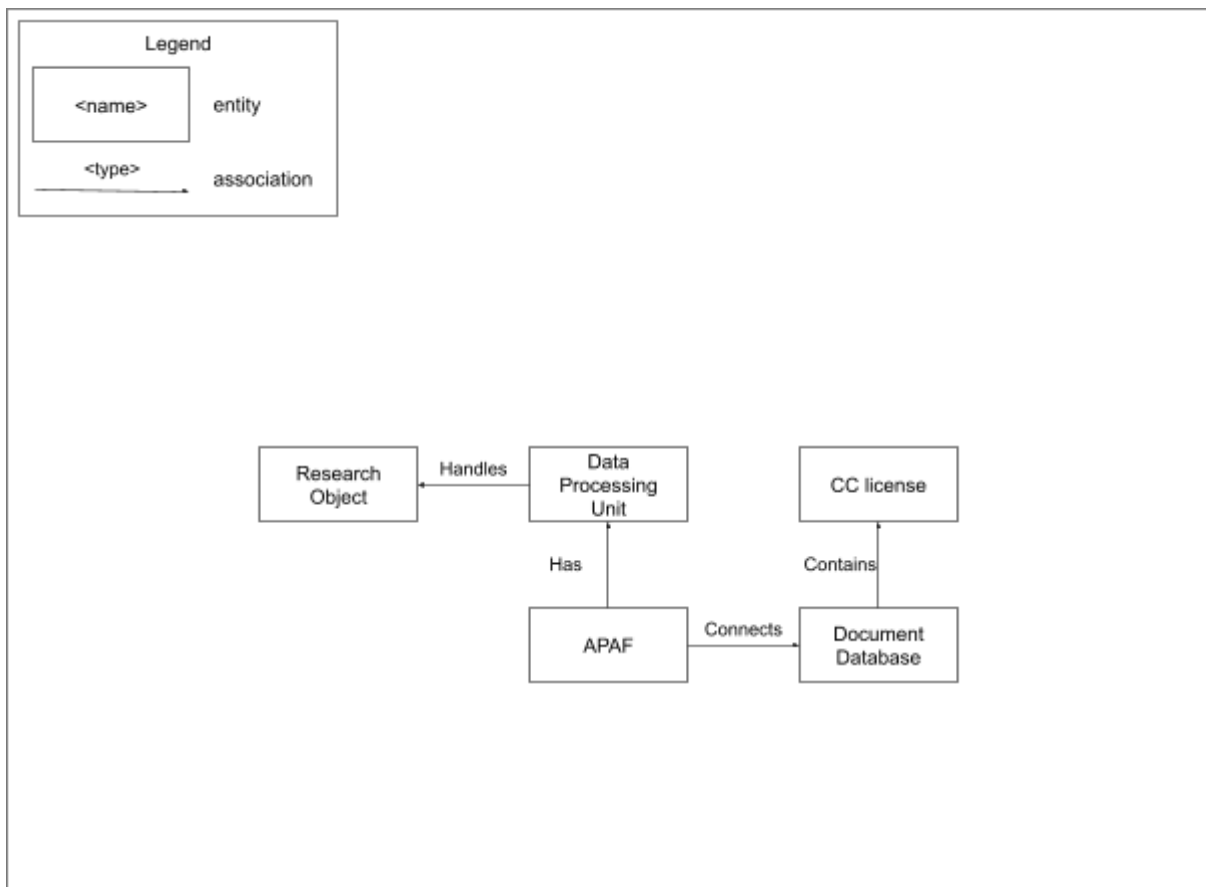 Legend
<name>
entity
<type>
association
Research
Object
Handles
Data
Processing
Unit
CC license
Has
Contains
APAF
Connects
Document
Database